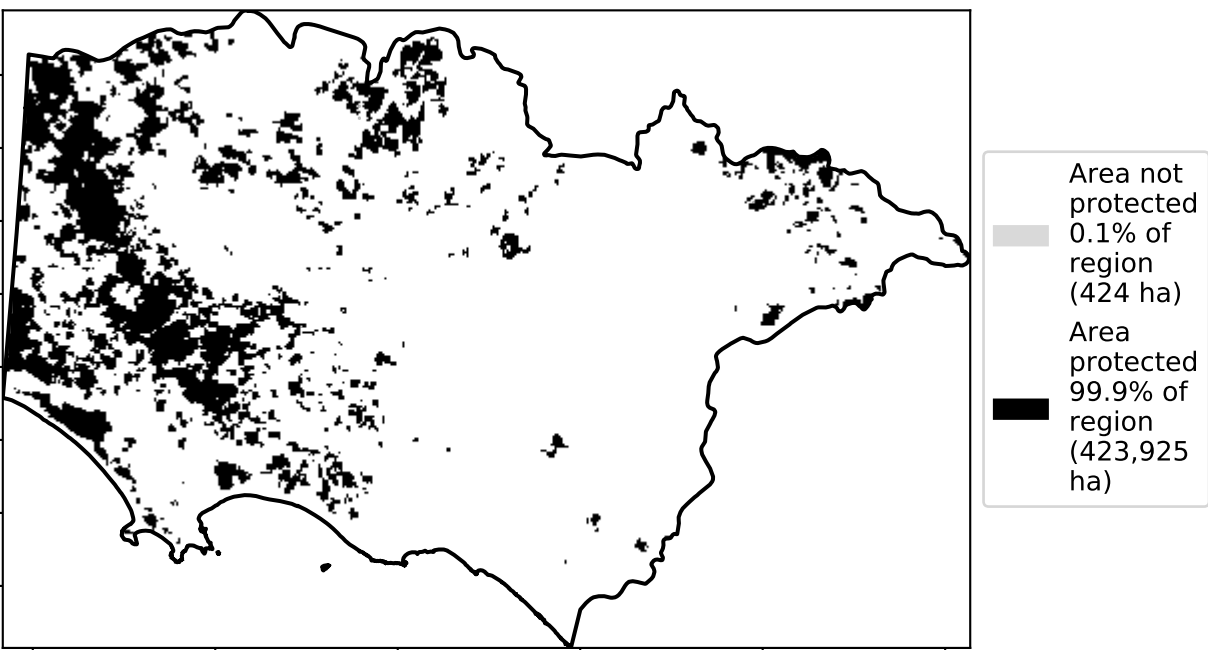 Area not
protected
0.1% of
region
(424 ha)
Area
protected
99.9% of
region
(423,925
ha)